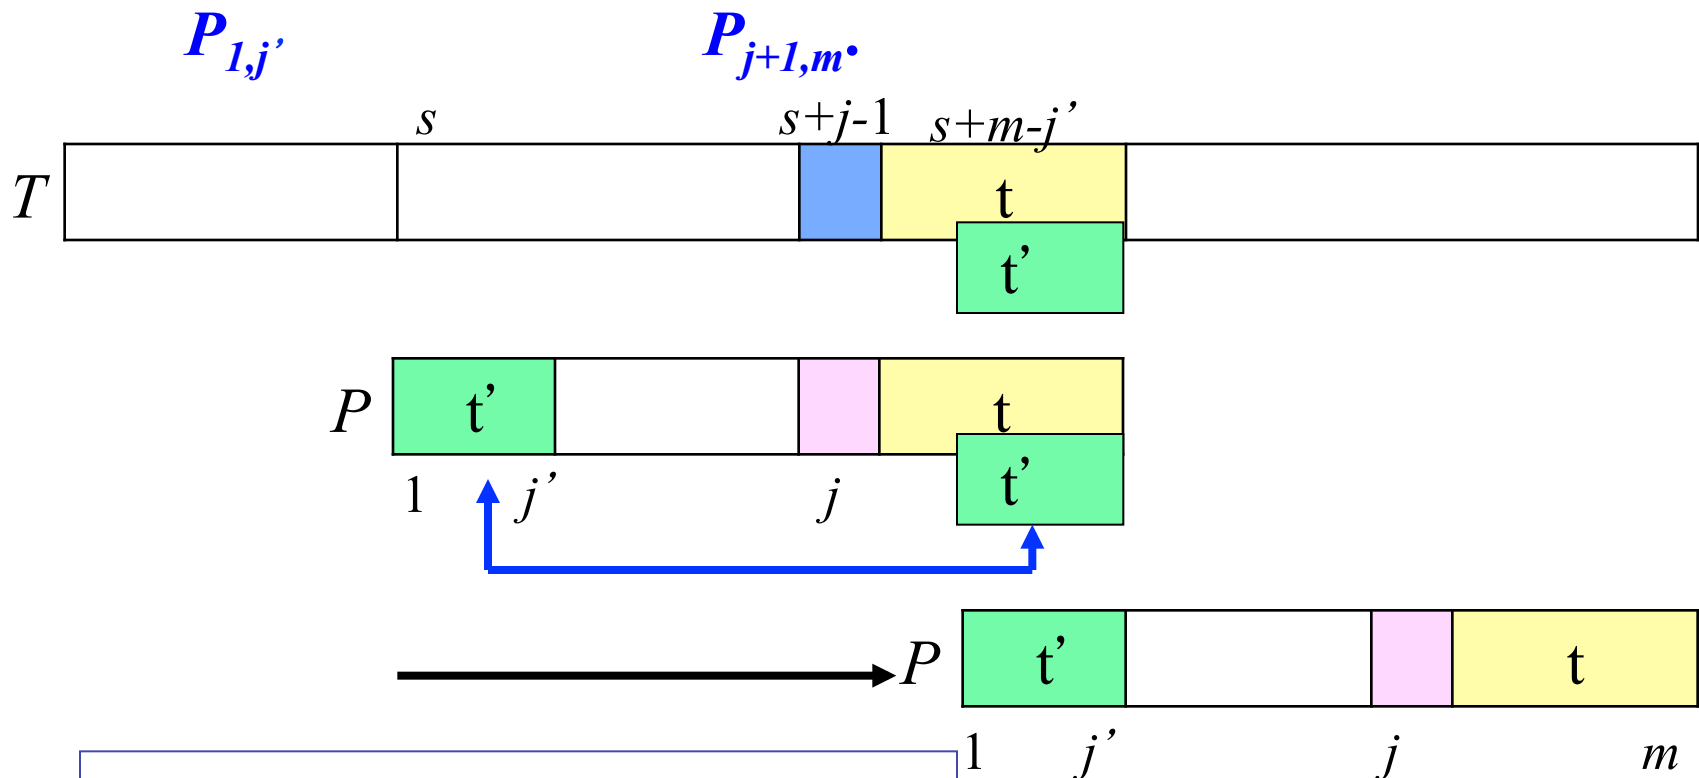 P1,j’ Pj+1,m.
s s+j-1 s+m-j’
T t
t’
P t’ t
t’
1 j’ j
P t’ t
1 j’ j m